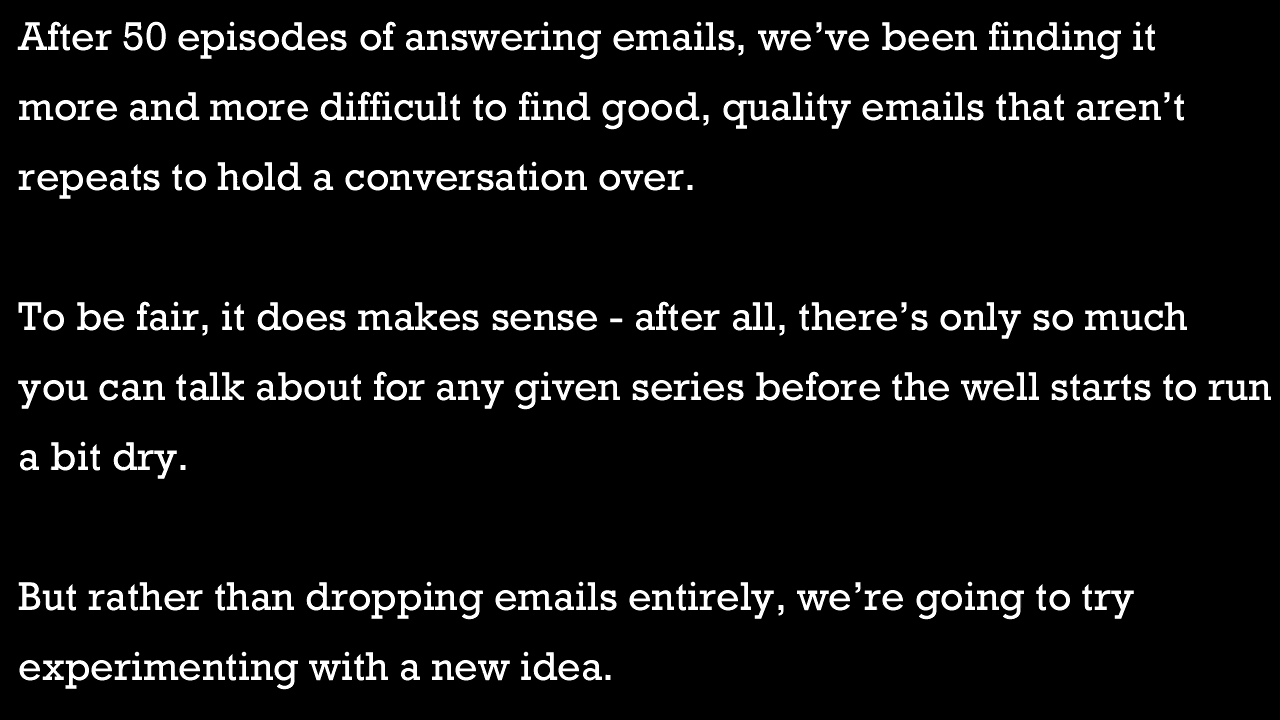 After 50 episodes of answering emails, we’ve been finding it
more and more difficult to find good, quality emails that aren’t
repeats to hold a conversation over.
To be fair, it does makes sense - after all, there’s only so much
you can talk about for any given series before the well starts to run
a bit dry.
But rather than dropping emails entirely, we’re going to try
experimenting with a new idea.